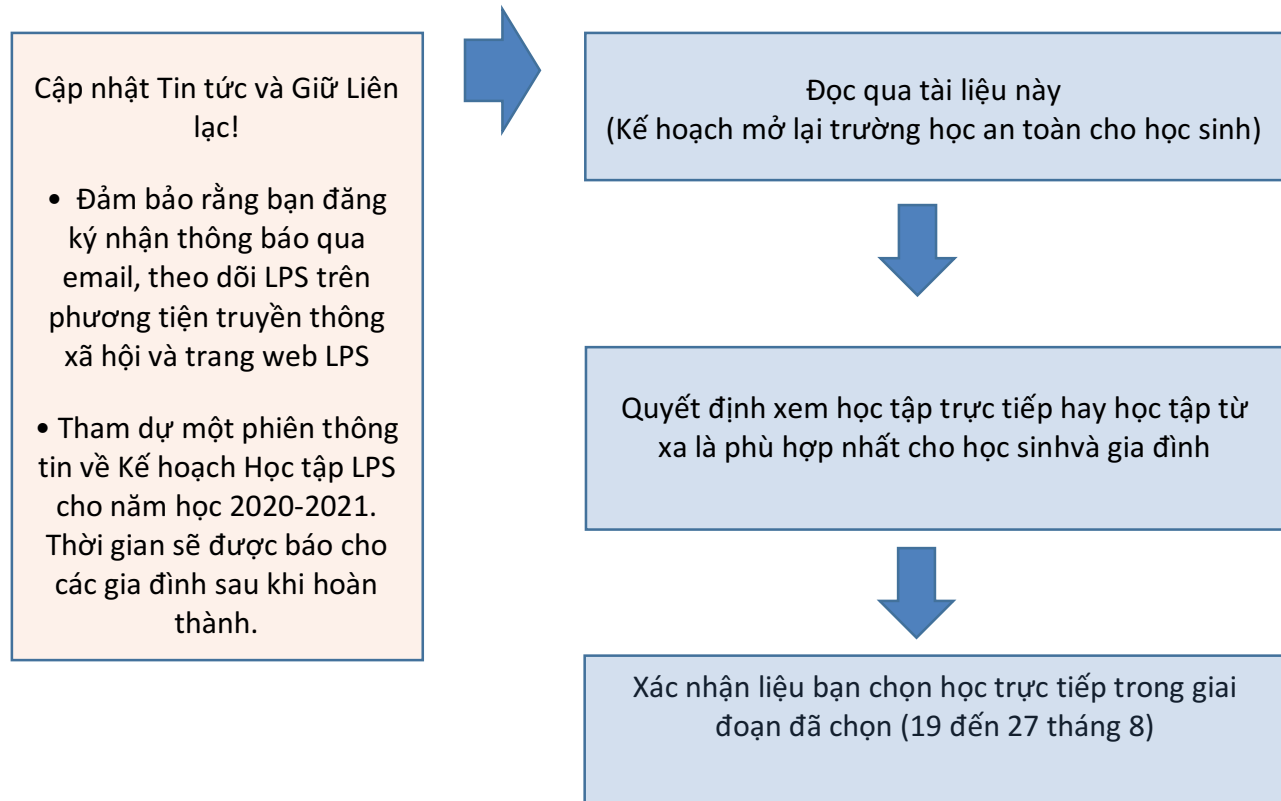 Cập nhật Tin tức và Giữ Liên
lạc!
• Đảm bảo rằng bạn đăng
ký nhận thông báo qua
email, theo dõi LPS trên
phương tiện truyền thông
xã hội và trang web LPS
• Tham dự một phiên thông
tin về Kế hoạch Học tập LPS
cho năm học 2020-2021.
Thời gian sẽ được báo cho
các gia đình sau khi hoàn
thành.
Đọc qua tài liệu này
(Kế hoạch mở lại trường học an toàn cho học sinh)
Quyết định xem học tập trực tiếp hay học tập từ
xa là phù hợp nhất cho học sinhvà gia đình
Xác nhận liệu bạn chọn học trực tiếp trong giai
đoạn đã chọn (19 đến 27 tháng 8)